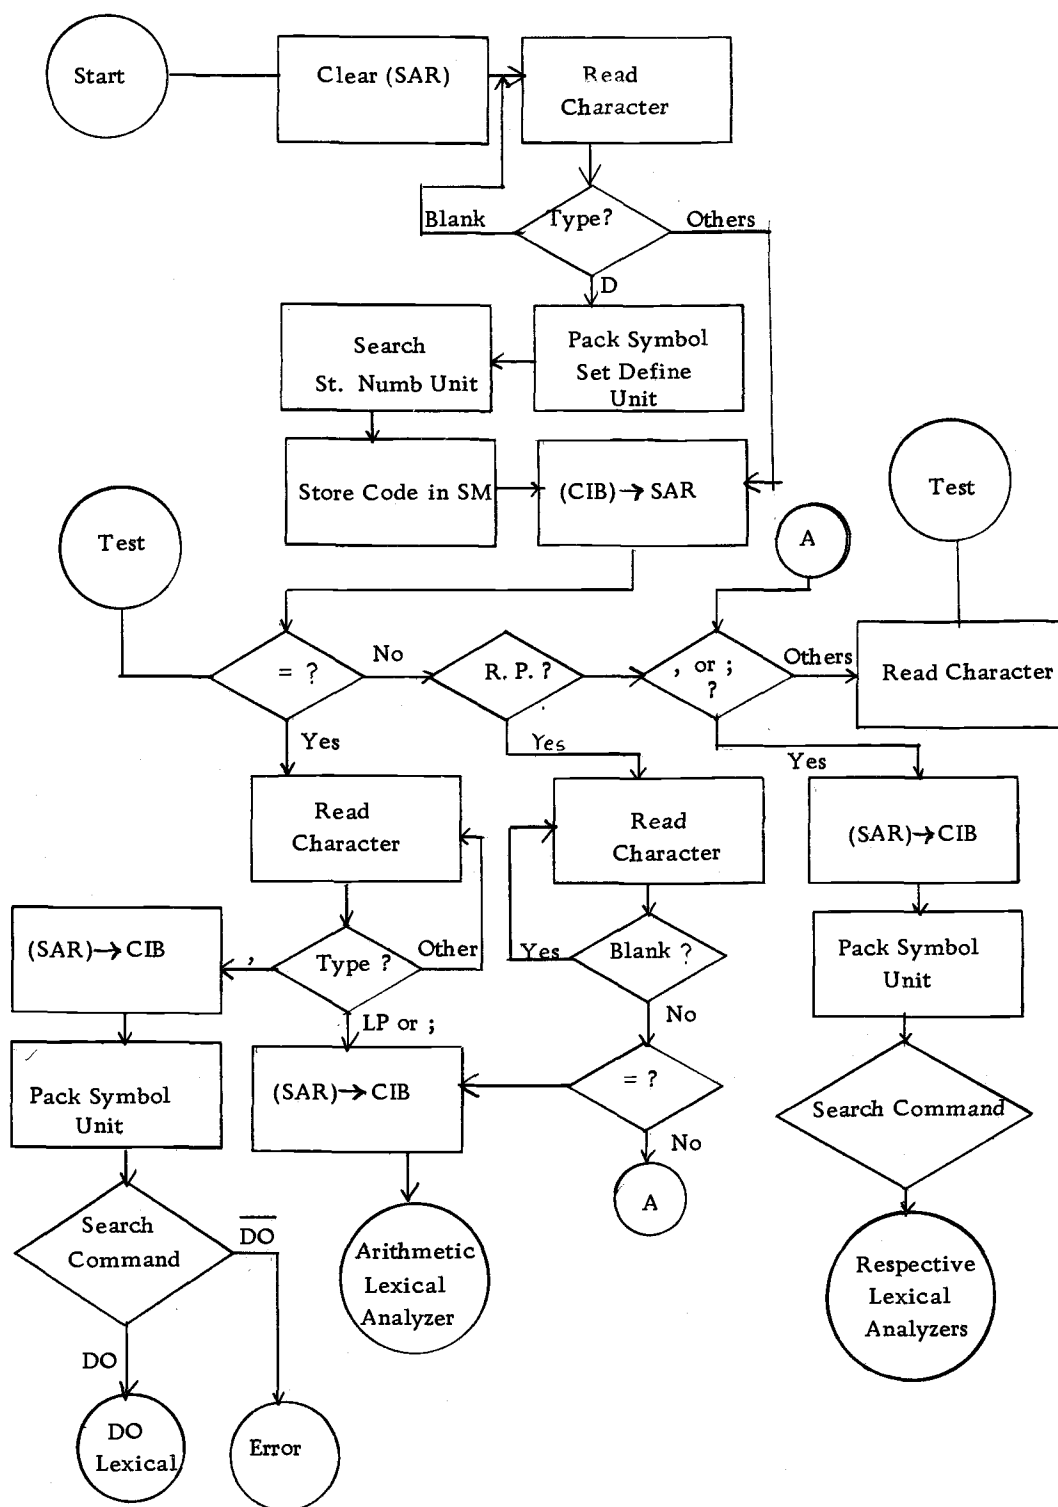 Start
Clear (SAR)
Read
Character
Blank
Type?
Others
D
Search
St. Numb Unit
Pack Symbol
Set Define
Unit
Store Code in SM
(CIB)→SAR
Test
A
Test
= ?
No
R. P. ?
, or ;
?
Others
Read Character
Yes
Yes
Yes
Read
Character
Read
Character
(SAR)→CIB
(SAR)→CIB
,
Type ?
Other
Yes
Blank ?
Pack Symbol
Unit
LP or ;
No
Pack Symbol
Unit
(SAR)→CIB
= ?
Search Command
No
A
Search
Command
DO
Arithmetic
Lexical
Analyzer
Respective
Lexical
Analyzers
DO
DO
Lexical
Error